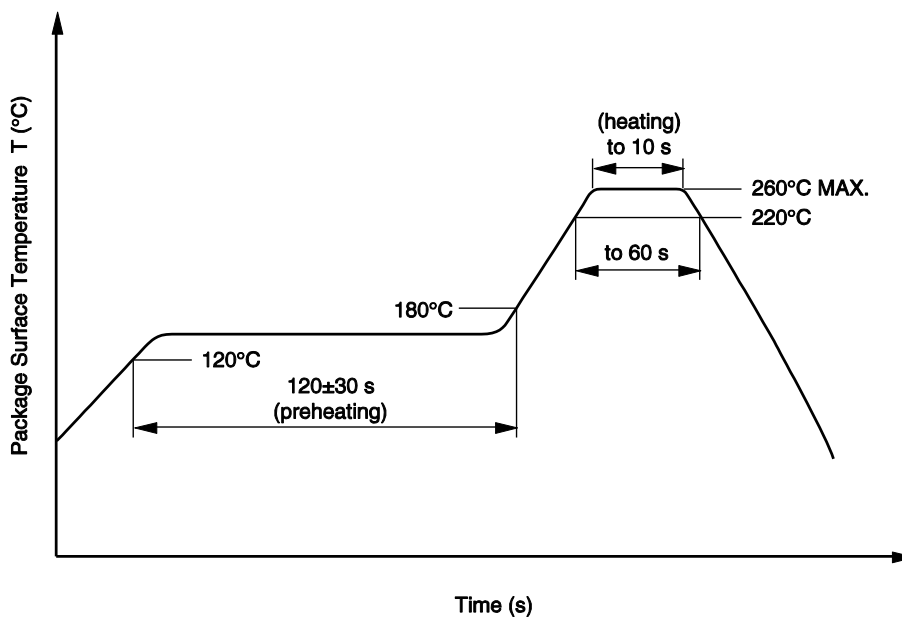 Package Surface Temperature T (°C)
(heating)
to 10 s
260°C MAX.
220°C
to 60 s
180°C
120°C
120±30 s
(preheating)
Time (s)